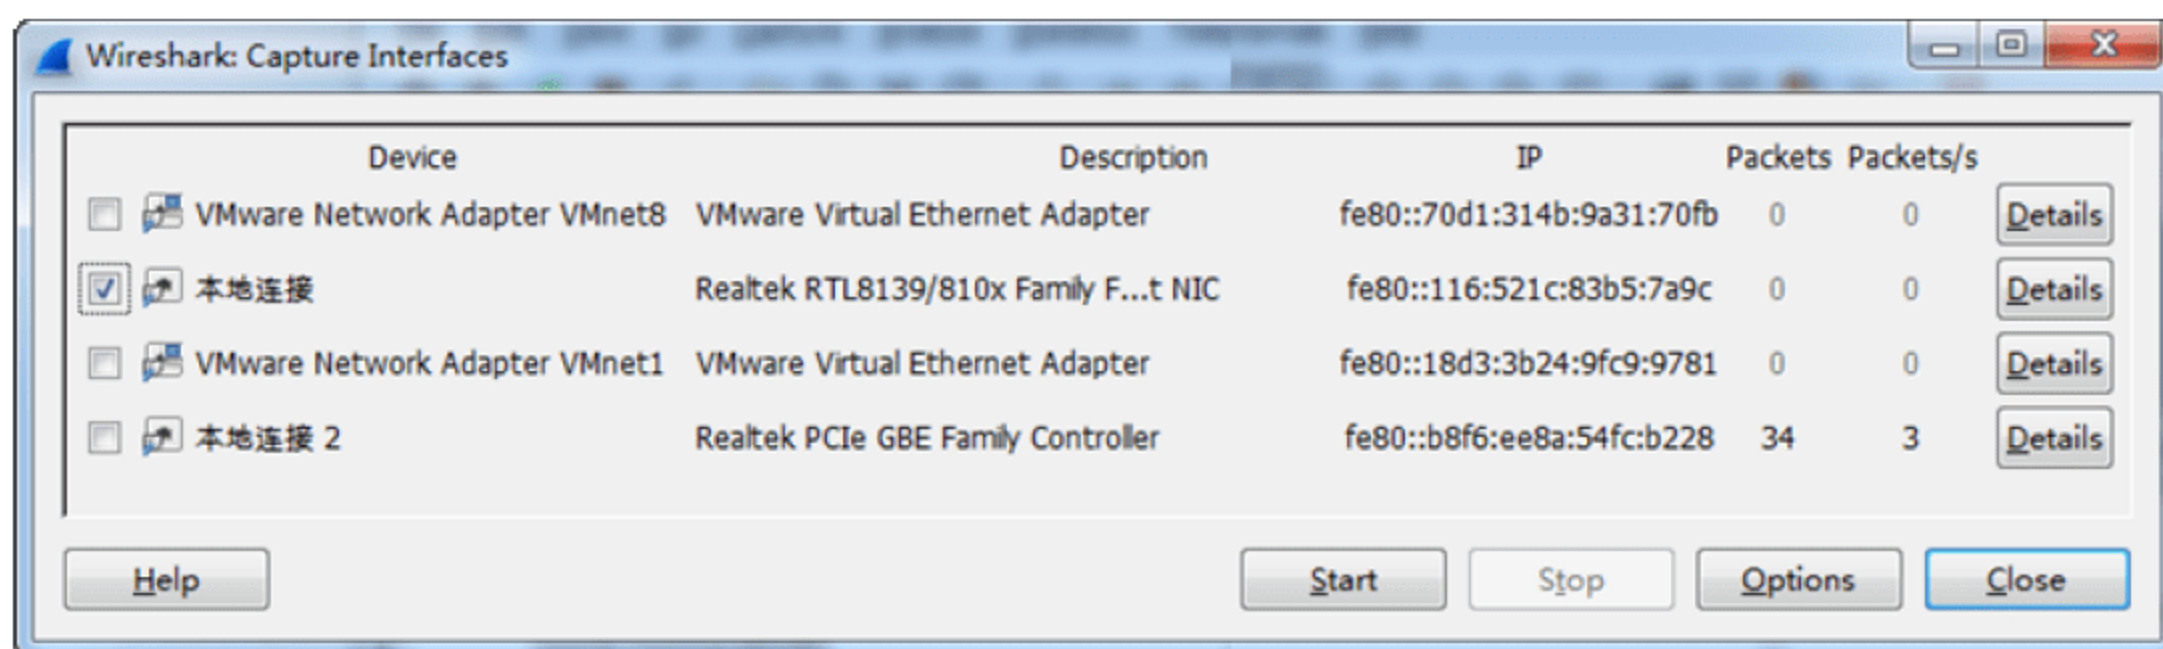 Wireshark: Capture Interfaces
Device Description IP Packets Packets/s
VMware Network Adapter VMnet8 VMware Virtual Ethernet Adapter fe80::70d1:314b:9a31:70fb 0 0 Details
本地连接 Realtek RTL8139/810x Family F...t NIC fe80::116:521c:83b5:7a9c 0 0 Details
VMware Network Adapter VMnet1 VMware Virtual Ethernet Adapter fe80::18d3:3b24:9fc9:9781 0 0 Details
本地连接 2 Realtek PCIe GBE Family Controller fe80::b8f6:ee8a:54fc:b228 34 3 Details
Help Start Stop Options Close